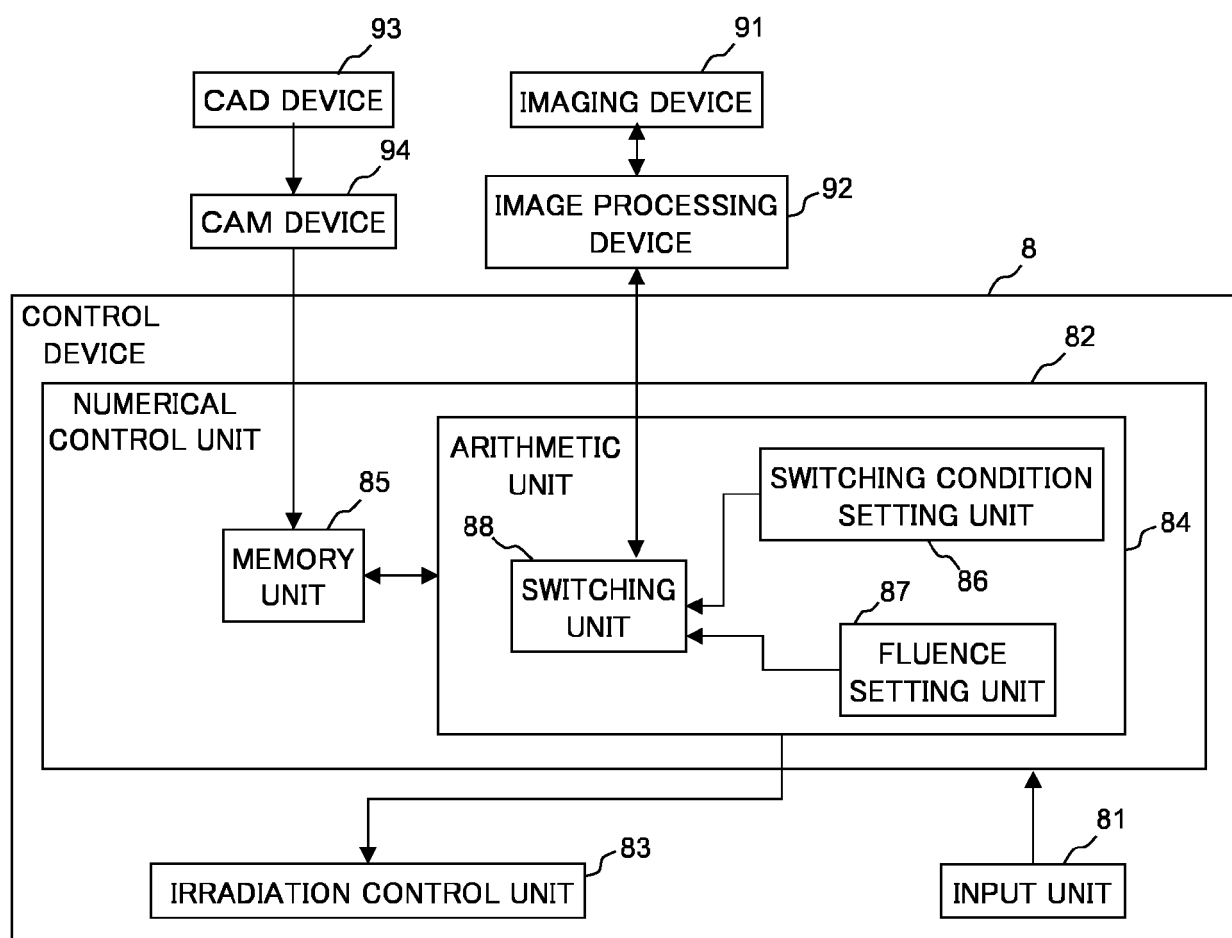 93
91
CAD DEVICE
IMAGING DEVICE
94
CAM DEVICE
IMAGE PROCESSING
DEVICE
92
8
CONTROL
DEVICE
82
NUMERICAL
CONTROL UNIT
ARITHMETIC
UNIT
SWITCHING CONDITION
SETTING UNIT
84
85
88
86
MEMORY
UNIT
SWITCHING
UNIT
87
FLUENCE
SETTING UNIT
83
IRRADIATION CONTROL UNIT
81
INPUT UNIT